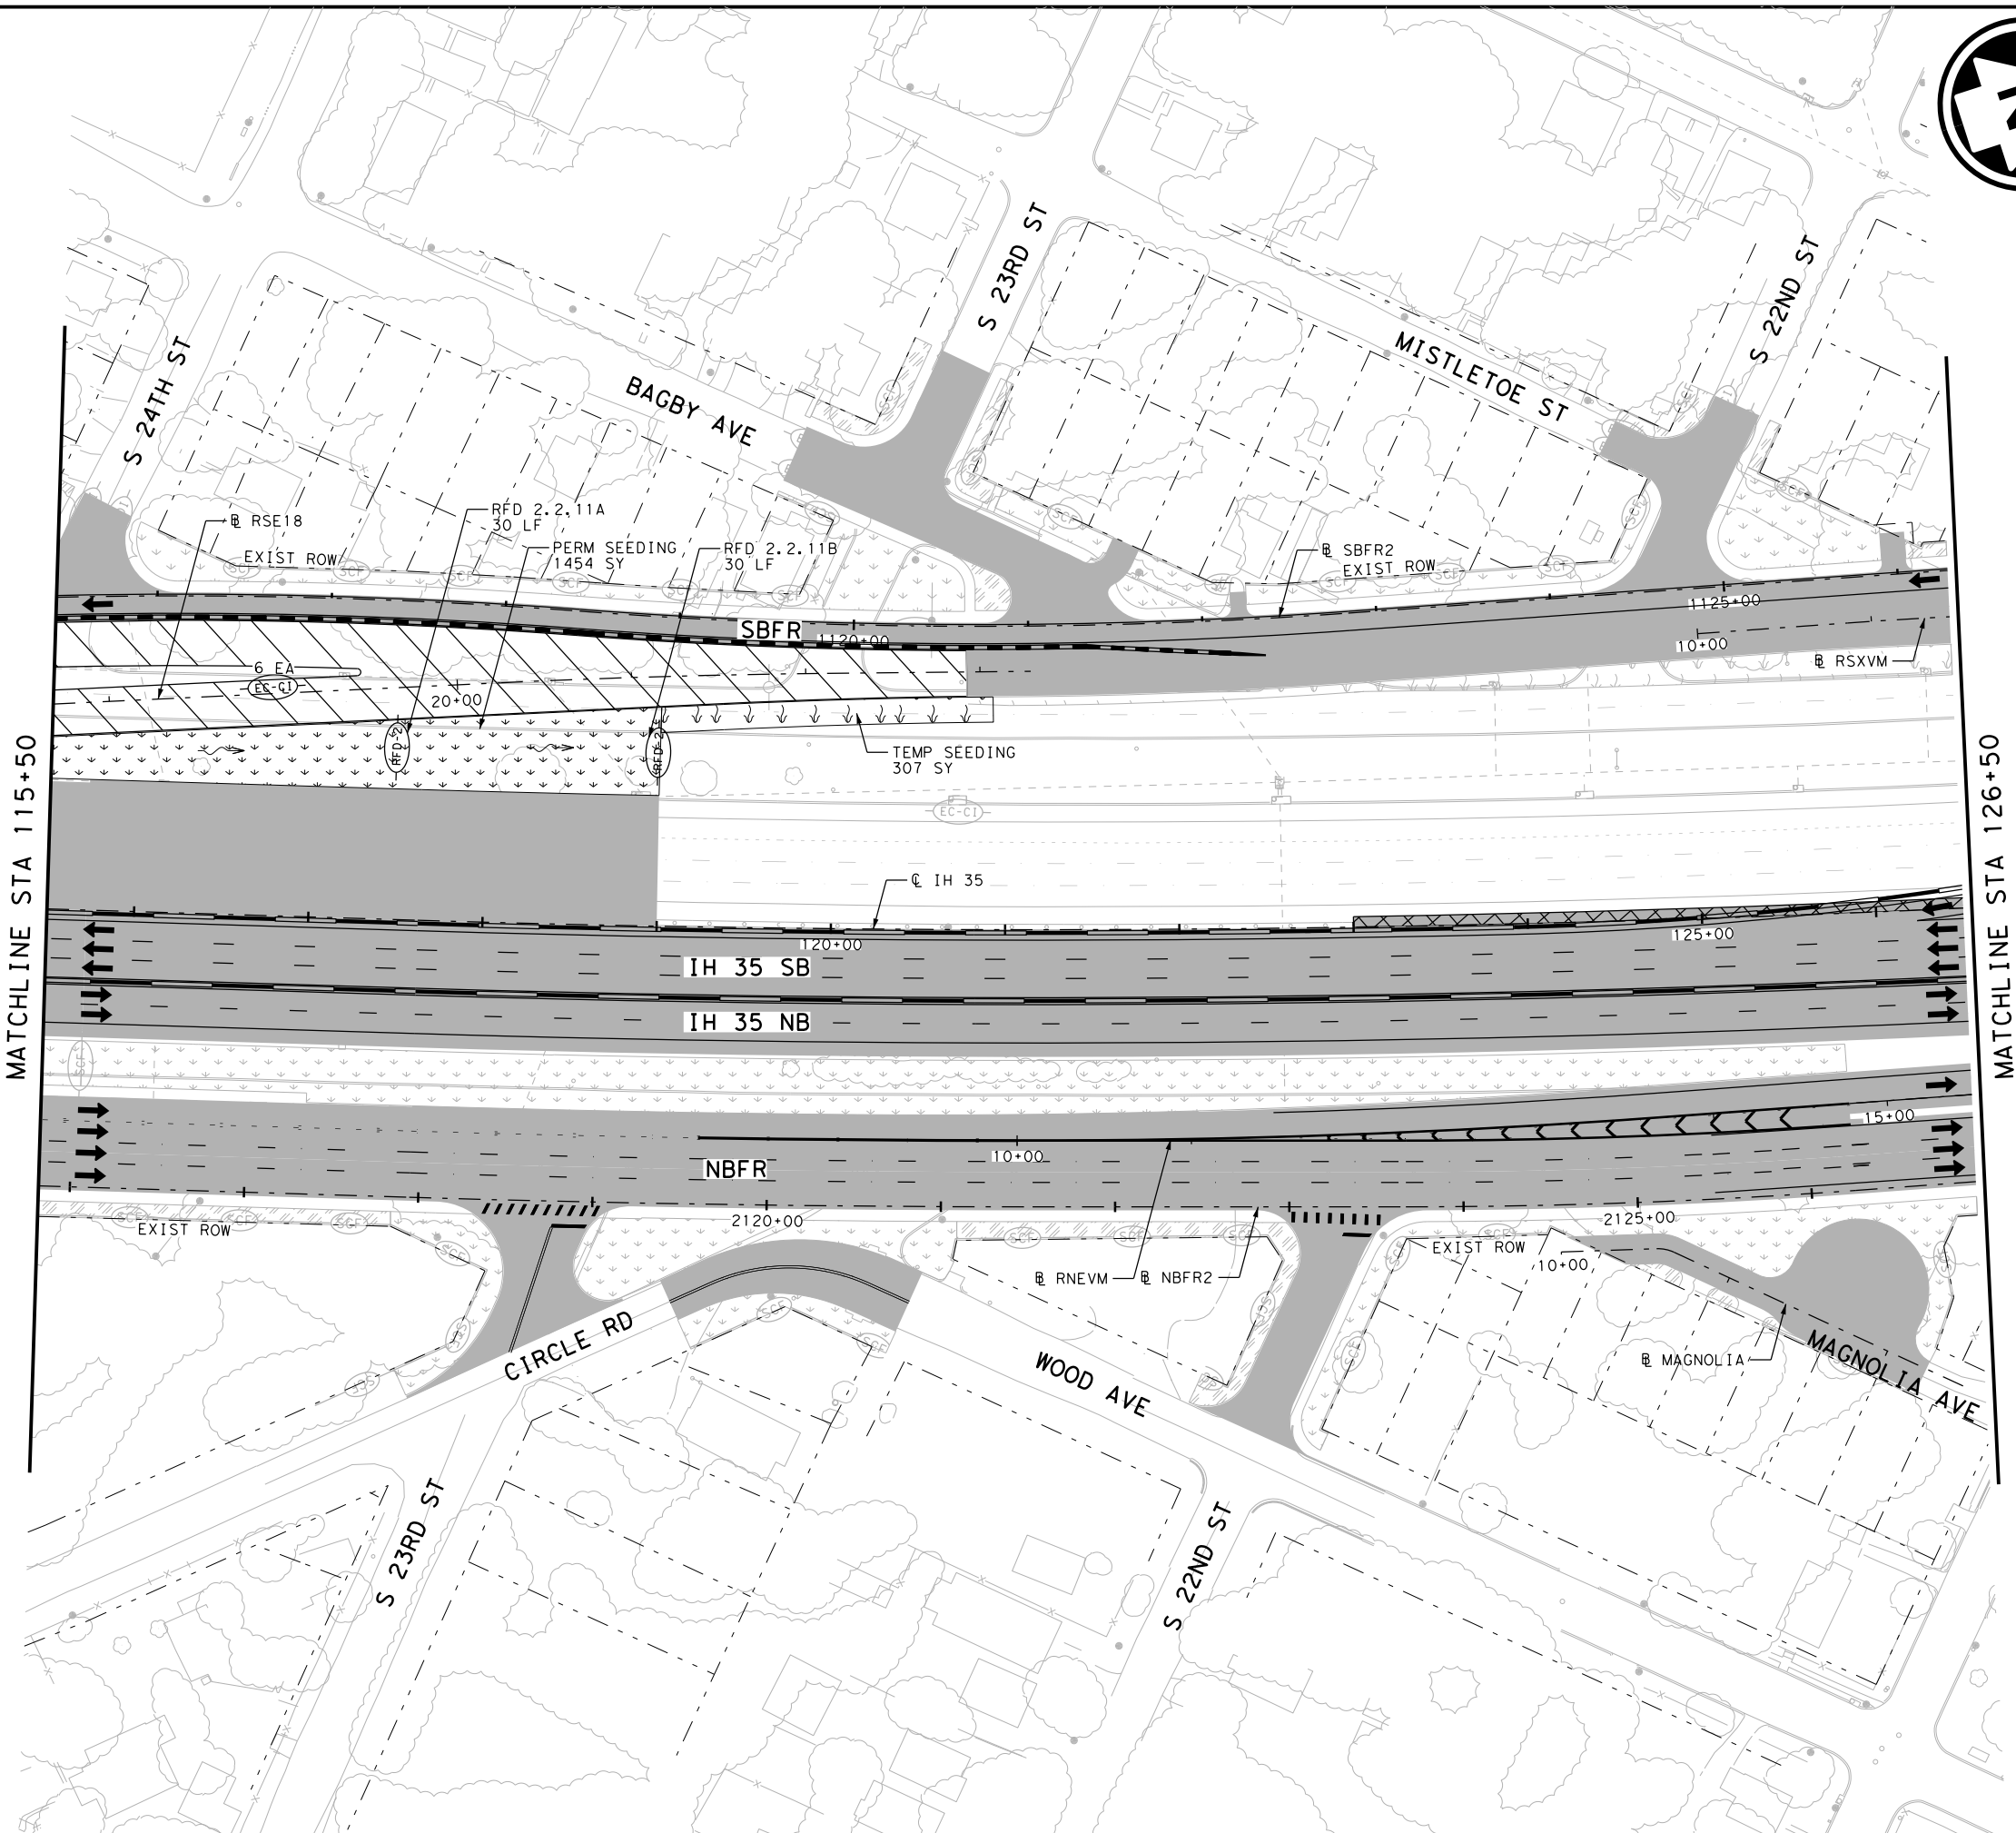 S 23RD ST
S 22ND ST
S 24TH ST
BAGBY AVE
MISTLETOE ST
℄ RSE18
RFD 2.2.11A
30 LF
PERM SEEDING
1454 SY
RFD 2.2.11B
30 LF
EXIST ROW
℄ SBFR2
EXIST ROW
SBFR
1120+00
1125+00
10+00
℄ RSXVM
6 EA
EC-CI
20+00
RFD-2
RFD-2
TEMP SEEDING
307 SY
EC-CI
MATCHLINE STA 115+50
MATCHLINE STA 126+50
℄ IH 35
120+00
125+00
IH 35 SB
IH 35 NB
SCF
15+00
10+00
NBFR
2120+00
2125+00
EXIST ROW
EXIST ROW
10+00
℄ RNEVM
℄ NBFR2
CIRCLE RD
WOOD AVE
℄ MAGNOLIA
MAGNOLIA AVE
S 23RD ST
S 22ND ST